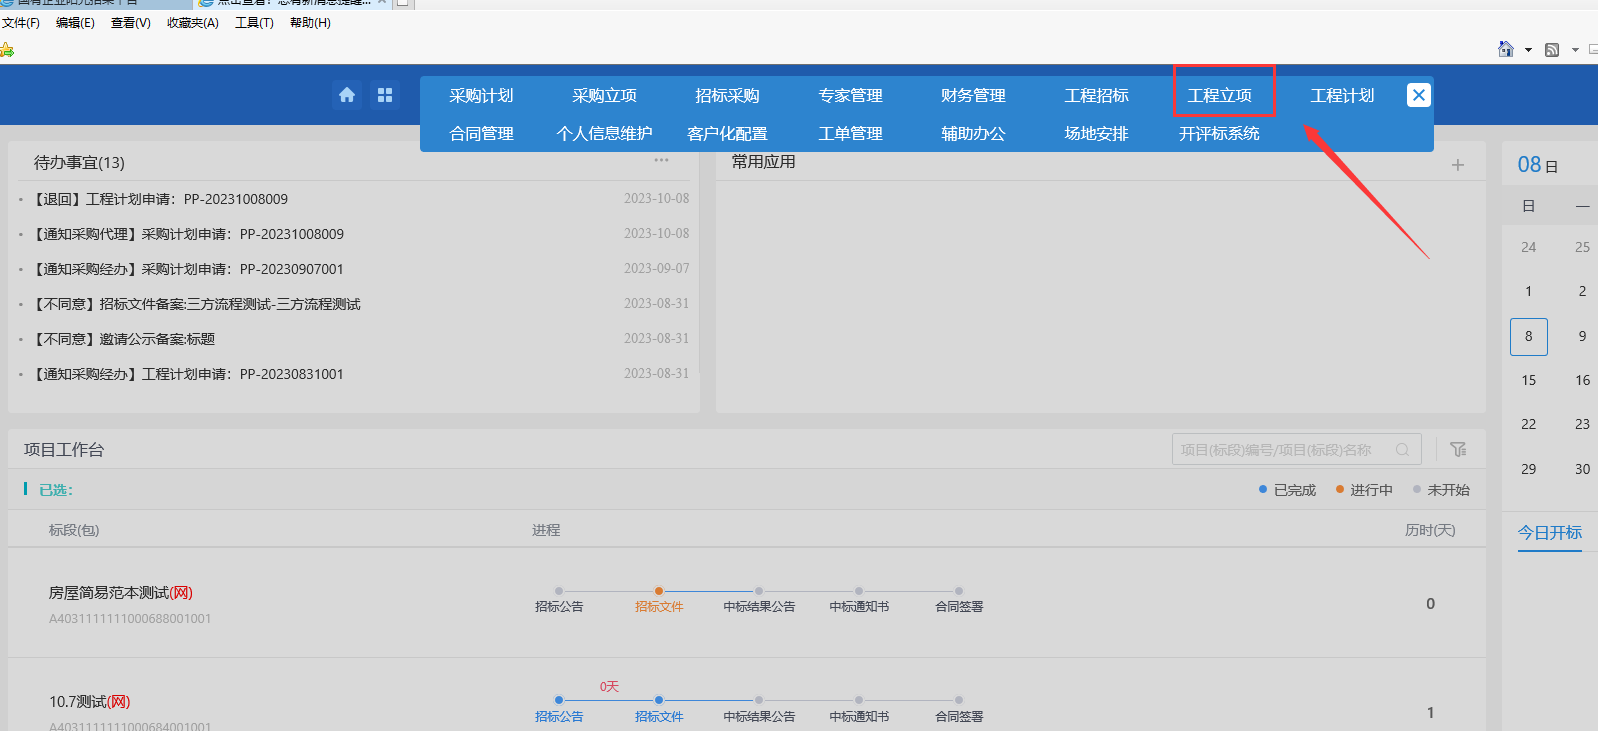 文件(F) 编辑(E) 查看(V) 收藏夹(A) 工具(T) 帮助(H)
采购计划 采购立项 招标采购 专家管理 财务管理 工程招标 工程立项 工程计划
合同管理 个人信息维护 客户化配置 工单管理 辅助办公 场地安排 开评标系统
待办事宜(13)
【退回】工程计划申请：PP-20231008009 2023-10-08
【通知采购代理】采购计划申请：PP-20231008009 2023-10-08
【通知采购经办】采购计划申请：PP-20230907001 2023-09-07
【不同意】招标文件备案:三方流程测试-三方流程测试 2023-08-31
【不同意】邀请公示备案:标题 2023-08-31
【通知采购经办】工程计划申请：PP-20230831001 2023-08-31
常用应用
08日
日 一
24 25
1 2
8 9
15 16
22 23
29 30
今日开标
项目工作台
项目(标段)编号/项目(标段)名称
已选：
已完成 进行中 未开始
标段(包) 进程 历时(天)
房屋简易范本测试(网)
A4031111111000688001001
招标公告 招标文件 中标结果公告 中标通知书 合同签署
0
10.7测试(网)
A4031111111000684001001
0天
招标公告 招标文件 中标结果公告 中标通知书 合同签署
1